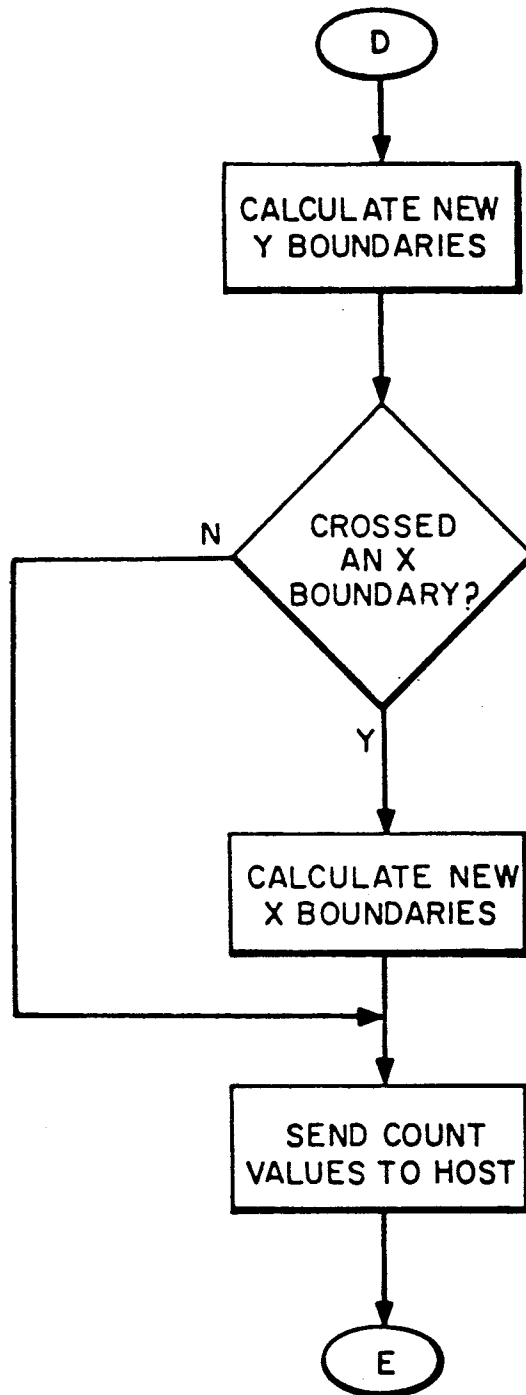 D
CALCULATE NEW
Y BOUNDARIES
CROSSED
AN X
BOUNDARY?
N
Y
CALCULATE NEW
X BOUNDARIES
SEND COUNT
VALUES TO HOST
E